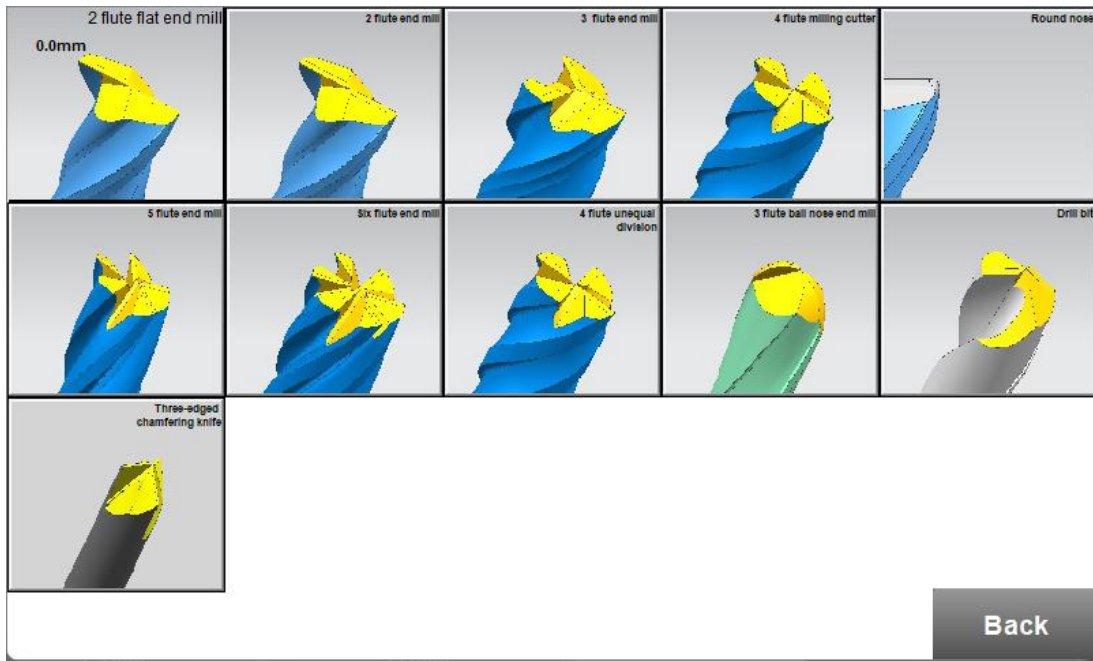 2 flute flat end mill
0.0mm
2 flute end mill
3 flute end mill
4 flute milling cutter
Round nose
5 flute end mill
Six flute end mill
4 flute unequal
division
3 flute ball nose end mill
Drill bit
Three-edged
chamfering knife
Back